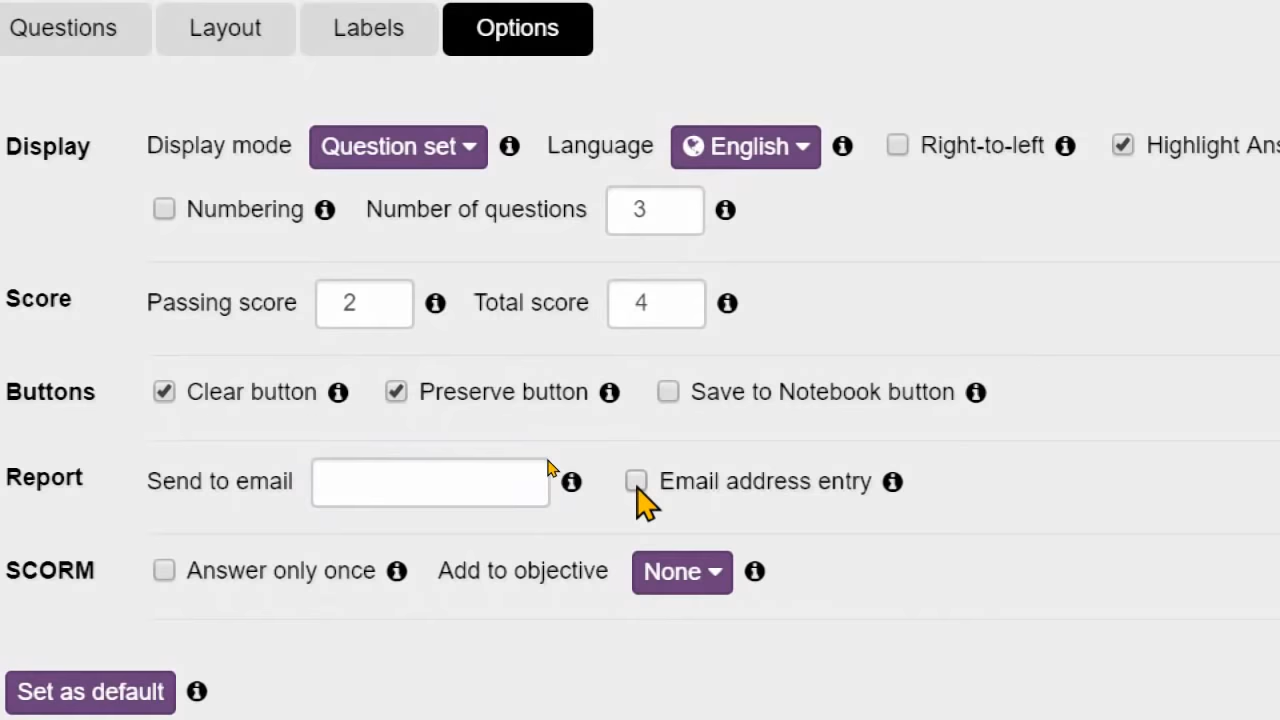 Questions Layout Labels Options
Display Display mode Question set Language English Right-to-left Highlight
Numbering Number of questions 3
Score Passing score 2 Total score 4
Buttons Clear button Preserve button Save to Notebook button
Report Send to email Email address entry
SCORM Answer only once Add to objective None
Set as default